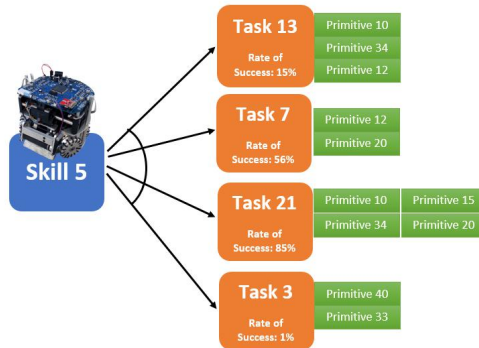 Skill 5
Task 13
Rate of
Success: 15%
Primitive 10
Primitive 34
Primitive 12
Task 7
Rate of
Success: 56%
Primitive 12
Primitive 20
Task 21
Rate of
Success: 85%
Primitive 10 Primitive 15
Primitive 34 Primitive 20
Task 3
Rate of
Success: 1%
Primitive 40
Primitive 33